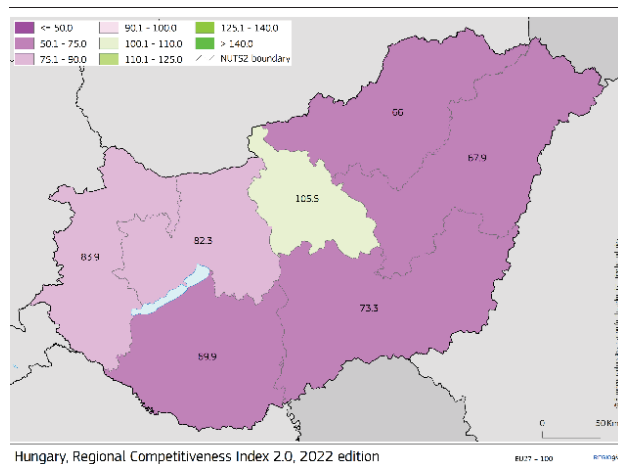 <= 50.0 90.1 - 100.0 125.1 - 140.0
50.1 - 75.0 100.1 - 110.0 > 140.0
75.1 - 90.0 110.1 - 125.0 NUTS2 boundary
66
67.9
105.5
82.3
83.9
73.3
69.9
0 50 Km
Hungary, Regional Competitiveness Index 2.0, 2022 edition
EU27 = 100